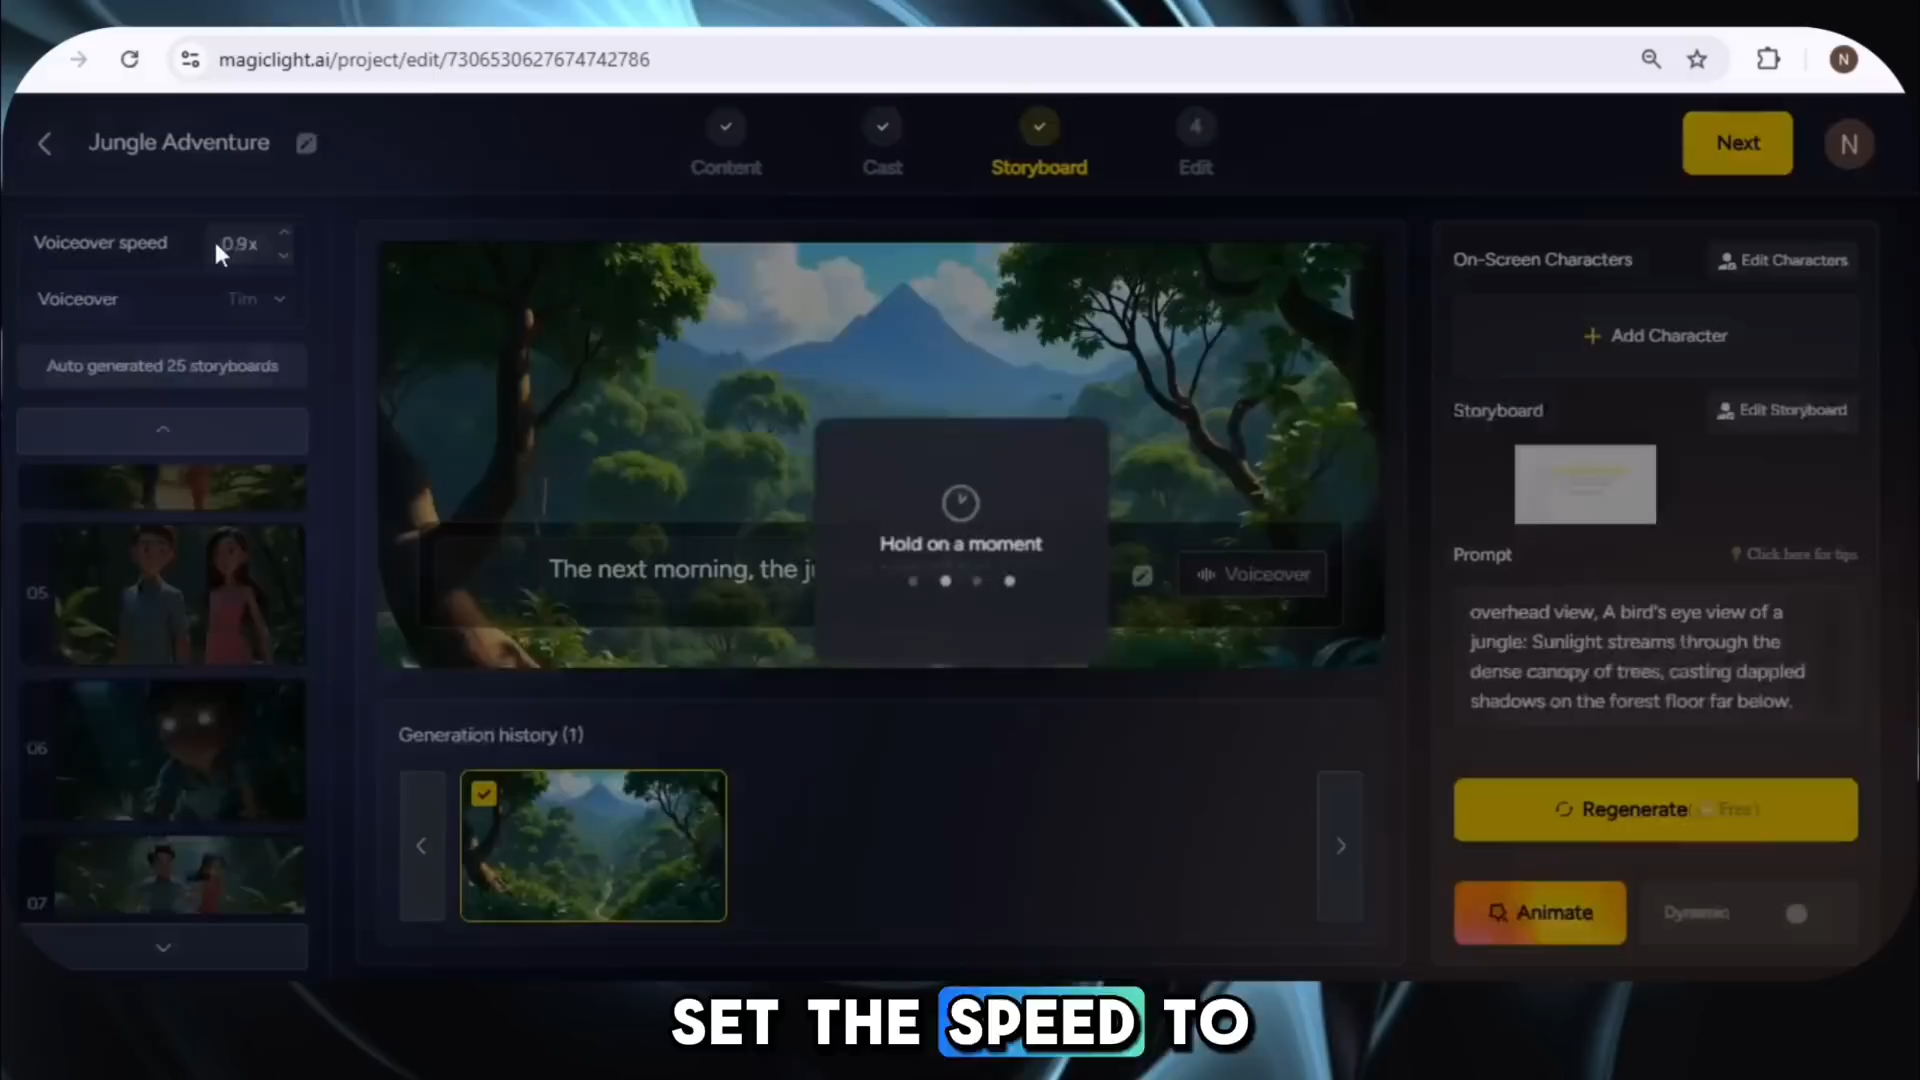 magiclight.ai/project/edit/7306530627674742786
N
Jungle Adventure
Content
Cast
Storyboard
4
Edit
Next
N
Voiceover speed
0.9x
Voiceover
Tim
Auto generated 25 storyboards
05
06
07
Hold on a moment
The next morning, the ju
Voiceover
Generation history (1)
On-Screen Characters
Edit Characters
Add Character
Storyboard
Edit Storyboard
Prompt
Click here for tips
overhead view, A bird's eye view of a
jungle: Sunlight streams through the
dense canopy of trees, casting dappled
shadows on the forest floor far below.
Regenerate( Free)
Animate
Dynamic
SET THE SPEED TO